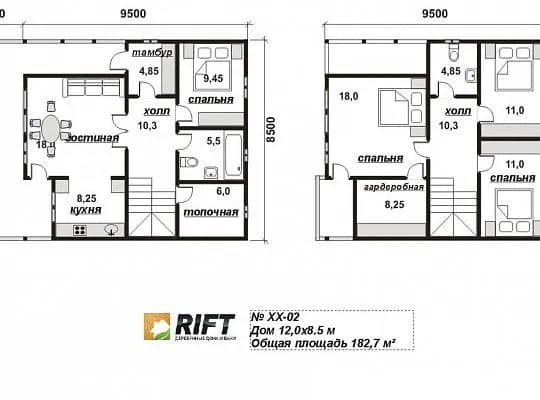 0
9500
9500
тамбур
4,85
9,45
спальня
холл
10,3
18,
гостиная
5,5
8500
8,25
кухня
6,0
топочная
4,85
18,0
холл
10,3
11,0
спальня
11,0
спальня
гардеробная
8,25
RIFT
ДЕРЕВЯННЫЕ ДОМА И БАНИ
№ XX-02
Дом 12,0х8.5 м
Общая площадь 182,7 м²